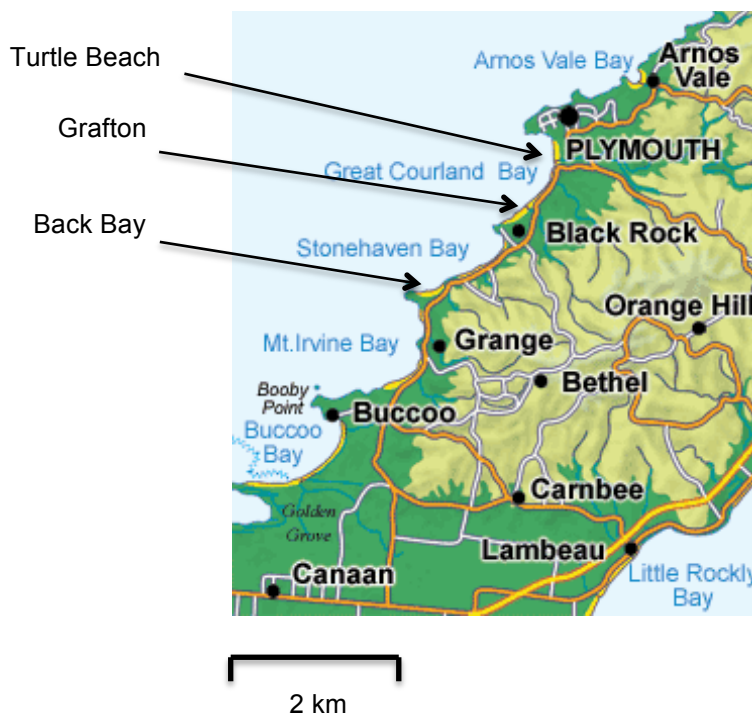 Turtle Beach
Grafton
Back Bay
Arnos Vale Bay
Arnos
Vale
PLYMOUTH
Great Courland Bay
Black Rock
Stonehaven Bay
Orange Hill
Mt.Irvine Bay
Grange
Bethel
Booby
Point
Buccoo
Buccoo
Bay
Carnbee
Golden
Grove
Lambeau
Canaan
Little Rockly
Bay
2 km